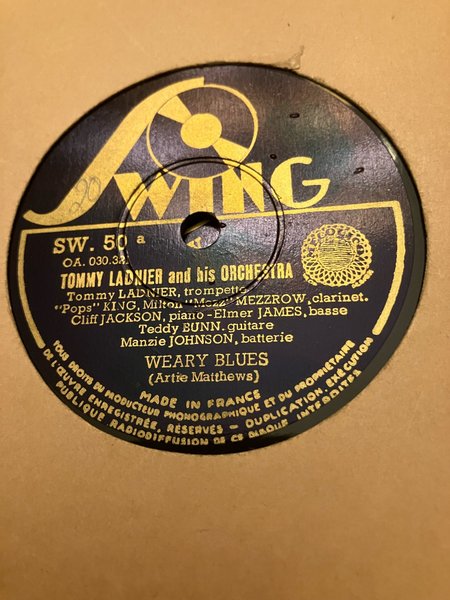 SWING
SW. 50 a
OA. 030.32
TOMMY LADNIER and his ORCHESTRA
Tommy LADNIER, trompette
"Pops" KING, Milton "Mezz" MEZZROW, clarinet.
Cliff JACKSON, piano - Elmer JAMES, basse
Teddy BUNN. guitare
Manzie JOHNSON, batterie
WEARY BLUES
(Artie Matthews)
MADE IN FRANCE
TOUS DROITS DU PRODUCTEUR PHONOGRAPHIQUE ET DU PROPRIETAIRE
DE L'ŒUVRE ENREGISTRÉE, RÉSERVÉS - DUPLICATION EXÉCUTION
PUBLIQUE RADIODIFFUSION DE CE DISQUE INTERDITES